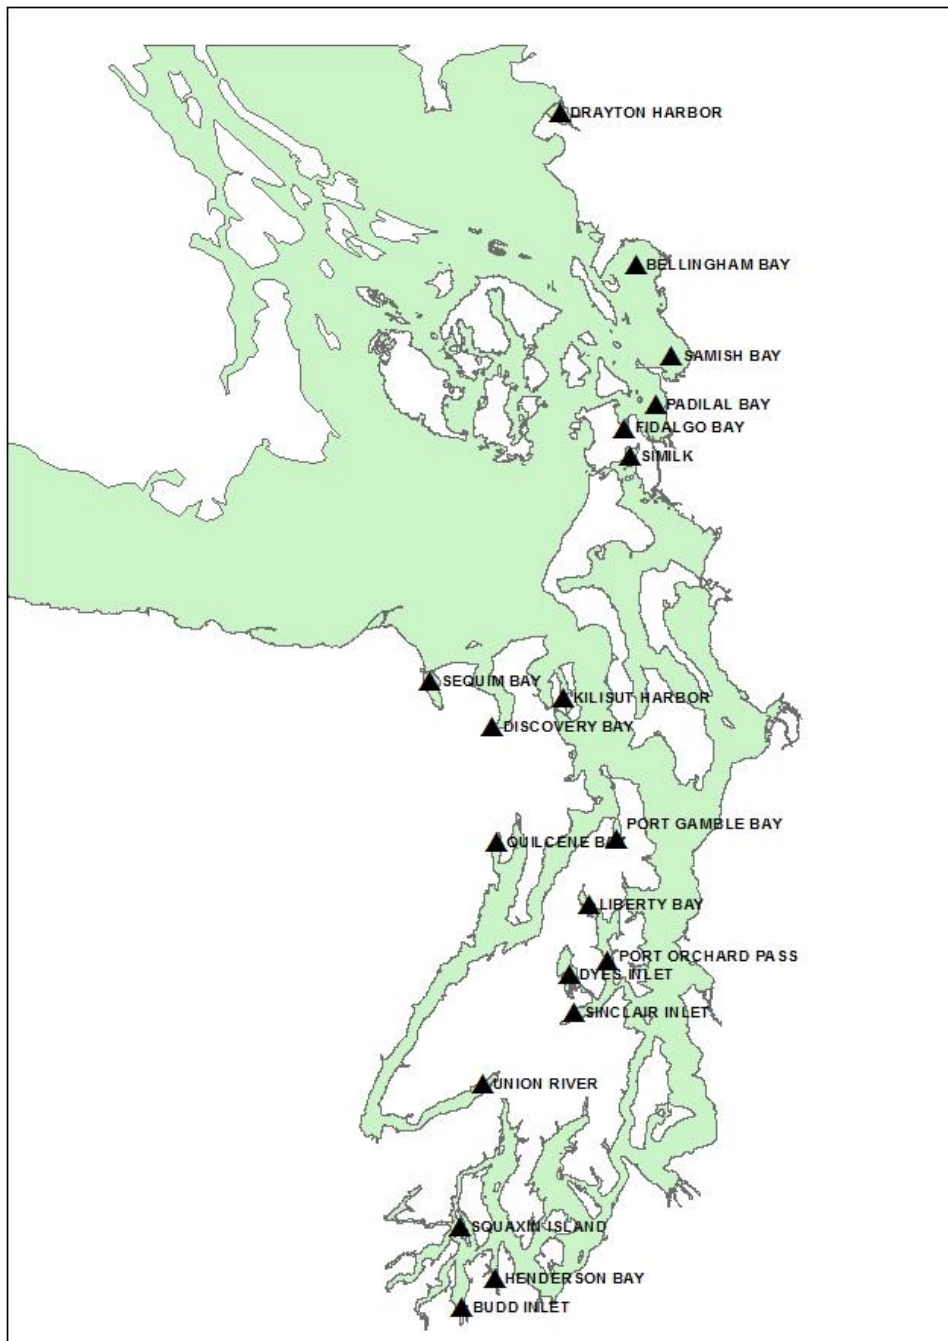 DRAYTON HARBOR
BELLINGHAM BAY
SAMISH BAY
PADILAL BAY
FIDALGO BAY
SIMILK
SEQUIM BAY
KILISUT HARBOR
DISCOVERY BAY
PORT GAMBLE BAY
QUILCENE BAY
LIBERTY BAY
PORT ORCHARD PASS
DYES INLET
SINCLAIR INLET
UNION RIVER
SQUAXIN ISLAND
HENDERSON BAY
BUDD INLET